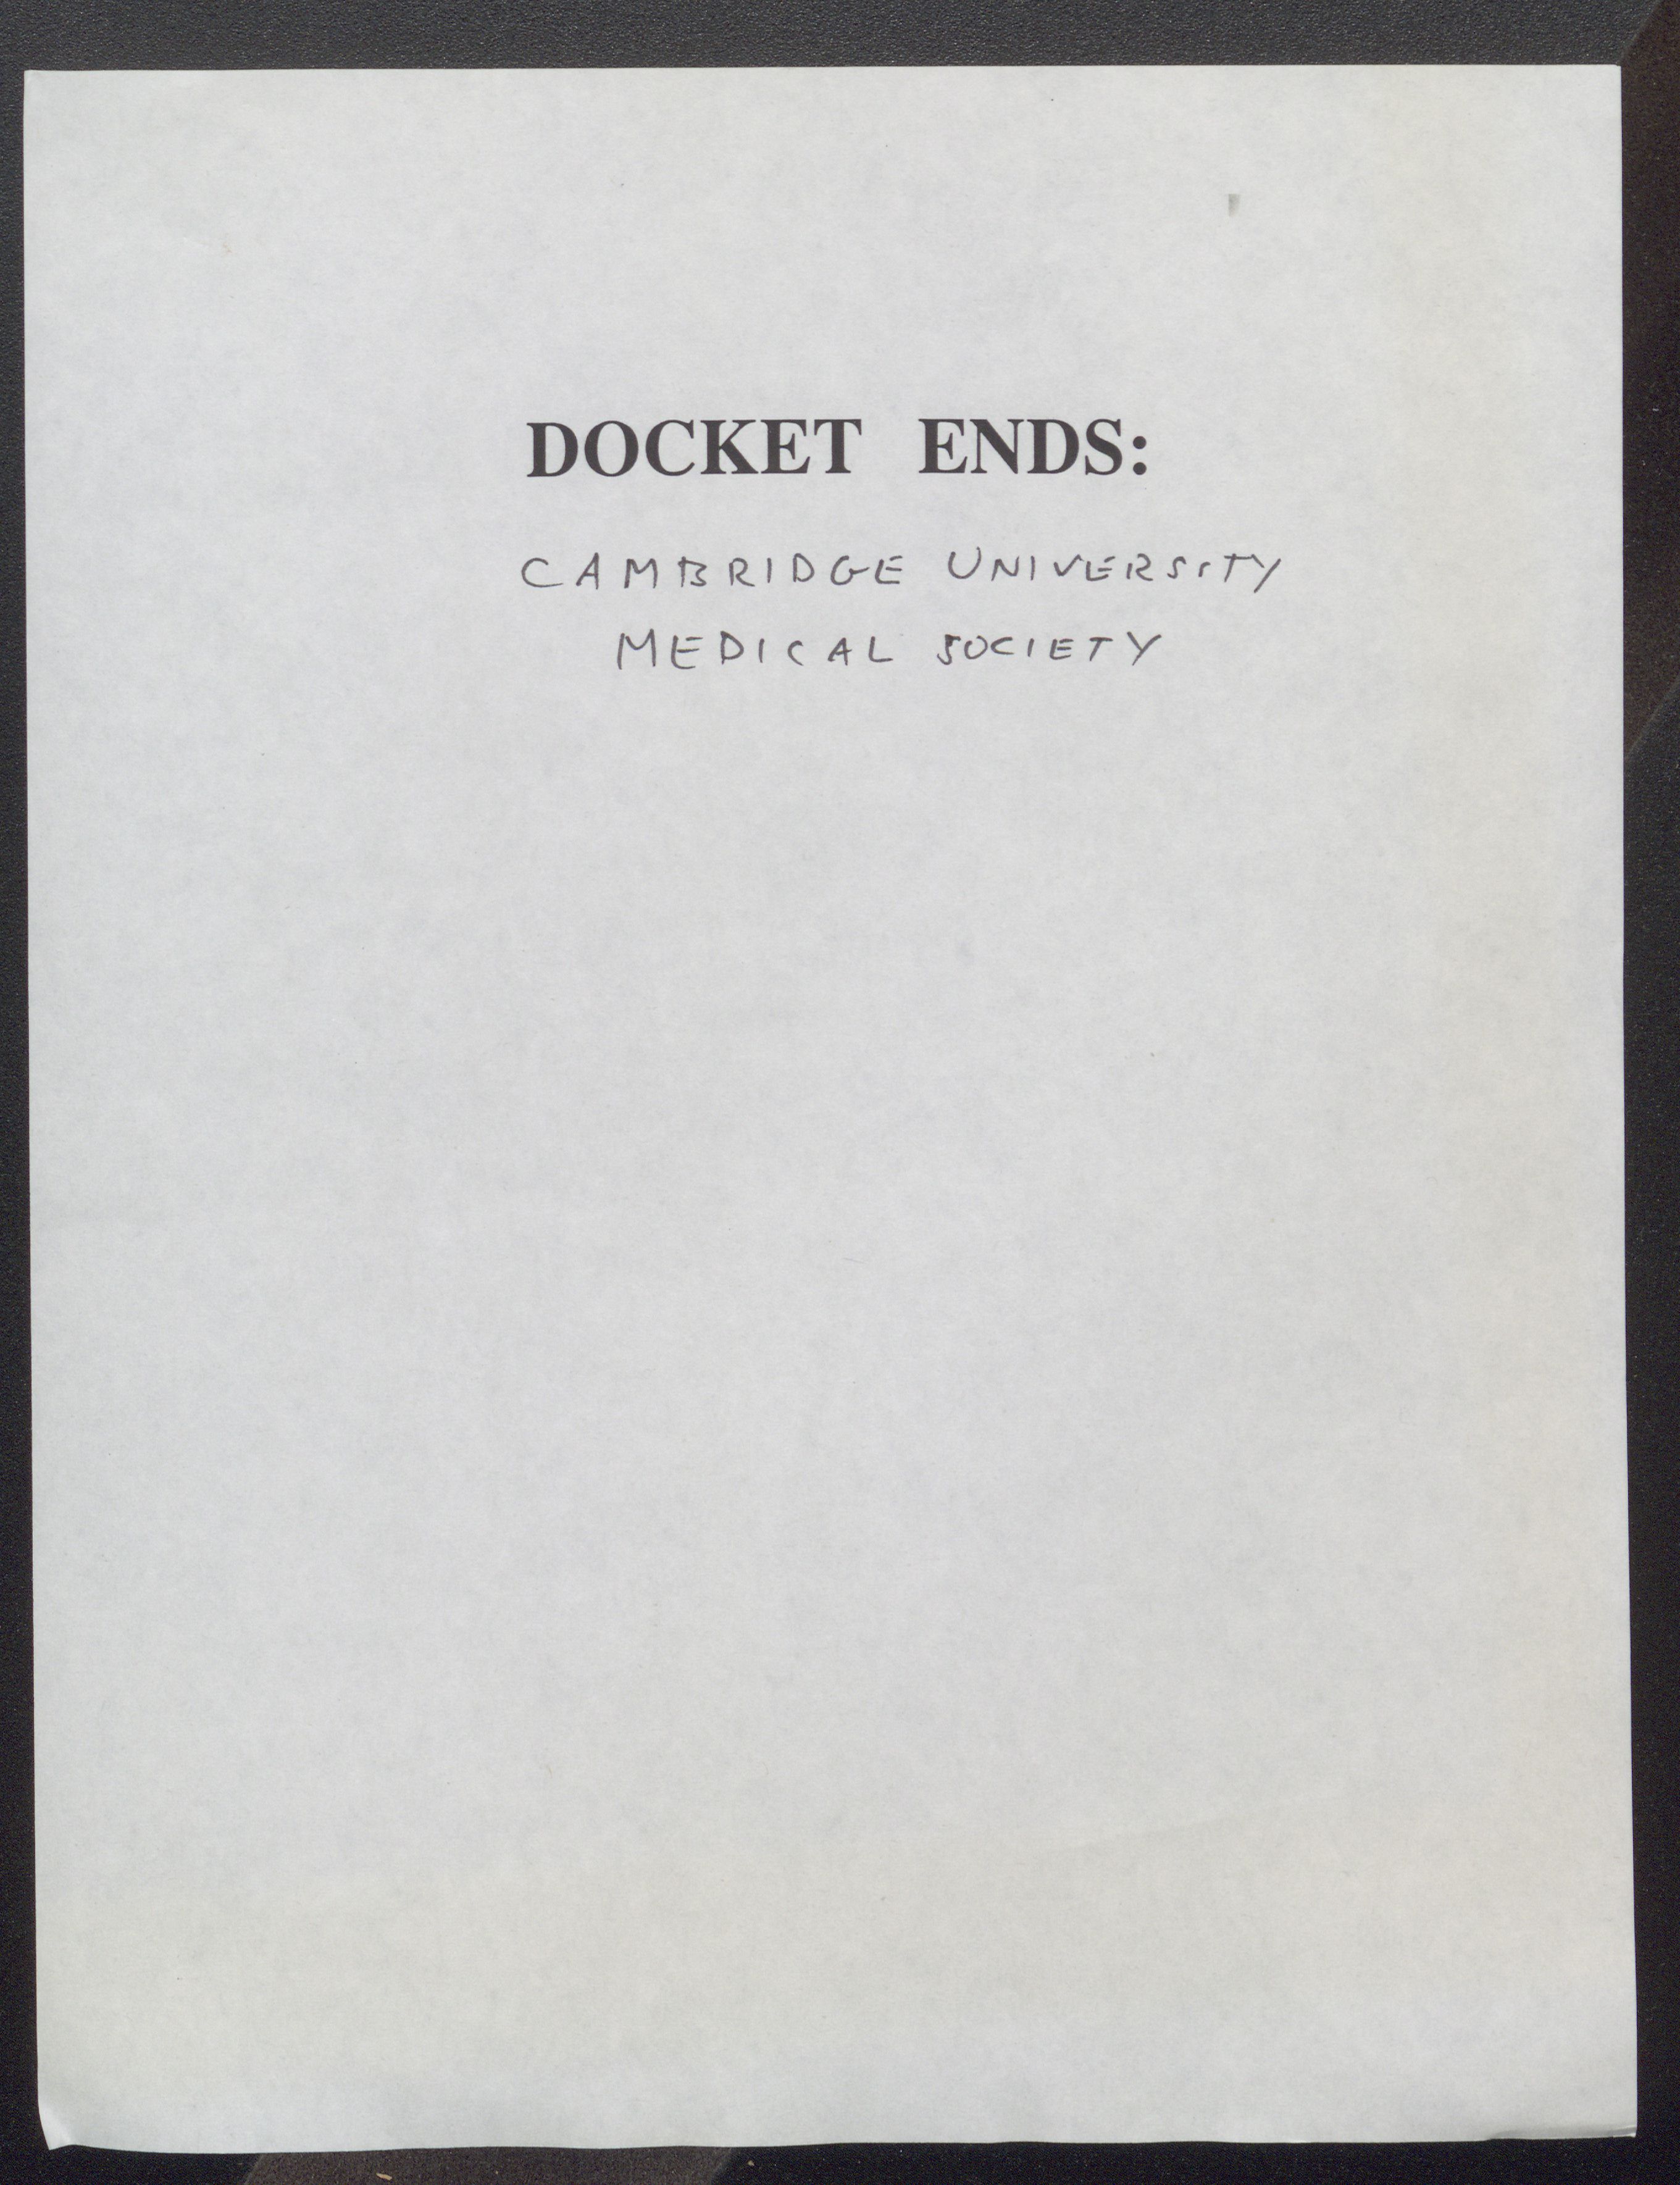 DOCKET ENDS:
CAMBRIDGE UNIVERSITY
MEDICAL SOCIETY